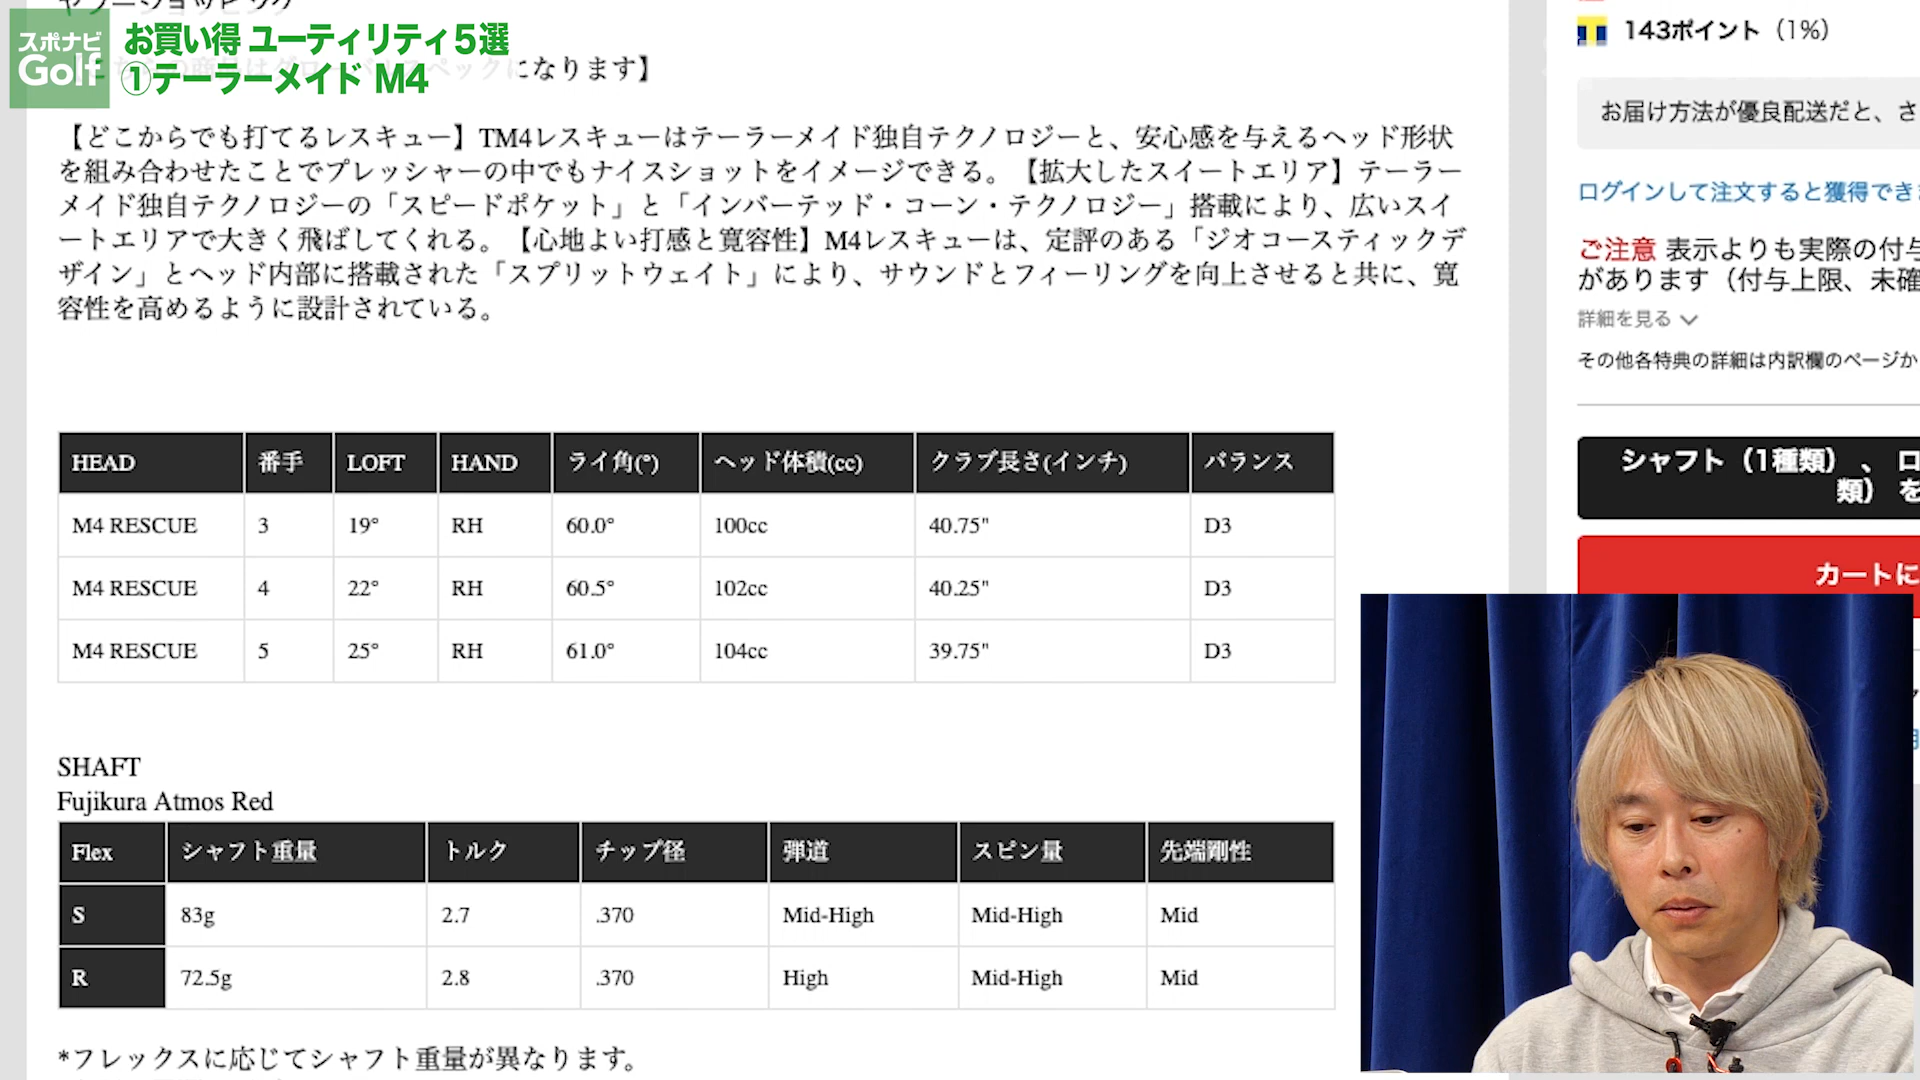 スポナビ
Golf
お買い得 ユーティリティ5選
①テーラーメイド M4
になります】
【どこからでも打てるレスキュー】TM4レスキューはテーラーメイド独自テクノロジーと、安心感を与えるヘッド形状
を組み合わせたことでプレッシャーの中でもナイスショットをイメージできる。【拡大したスイートエリア】テーラー
メイド独自テクノロジーの「スピードポケット」と「インバーテッド・コーン・テクノロジー」搭載により、広いスイ
ートエリアで大きく飛ばしてくれる。【心地よい打感と寛容性】M4レスキューは、定評のある「ジオコースティックデ
ザイン」とヘッド内部に搭載された「スプリットウェイト」により、サウンドとフィーリングを向上させると共に、寛
容性を高めるように設計されている。
HEAD 番手 LOFT HAND ライ角(°) ヘッド体積(cc) クラブ長さ(インチ) バランス
M4 RESCUE 3 19° RH 60.0° 100cc 40.75" D3
M4 RESCUE 4 22° RH 60.5° 102cc 40.25" D3
M4 RESCUE 5 25° RH 61.0° 104cc 39.75" D3
SHAFT
Fujikura Atmos Red
Flex シャフト重量 トルク チップ径 弾道 スピン量 先端剛性
S 83g 2.7 .370 Mid-High Mid-High Mid
R 72.5g 2.8 .370 High Mid-High Mid
*フレックスに応じてシャフト重量が異なります。
143ポイント（1%）
お届け方法が優良配送だと、さ
ログインして注文すると獲得でき
ご注意 表示よりも実際の付与
があります（付与上限、未確
詳細を見る
その他各特典の詳細は内訳欄のページか
シャフト（1種類）、ロ
類）を
カートに